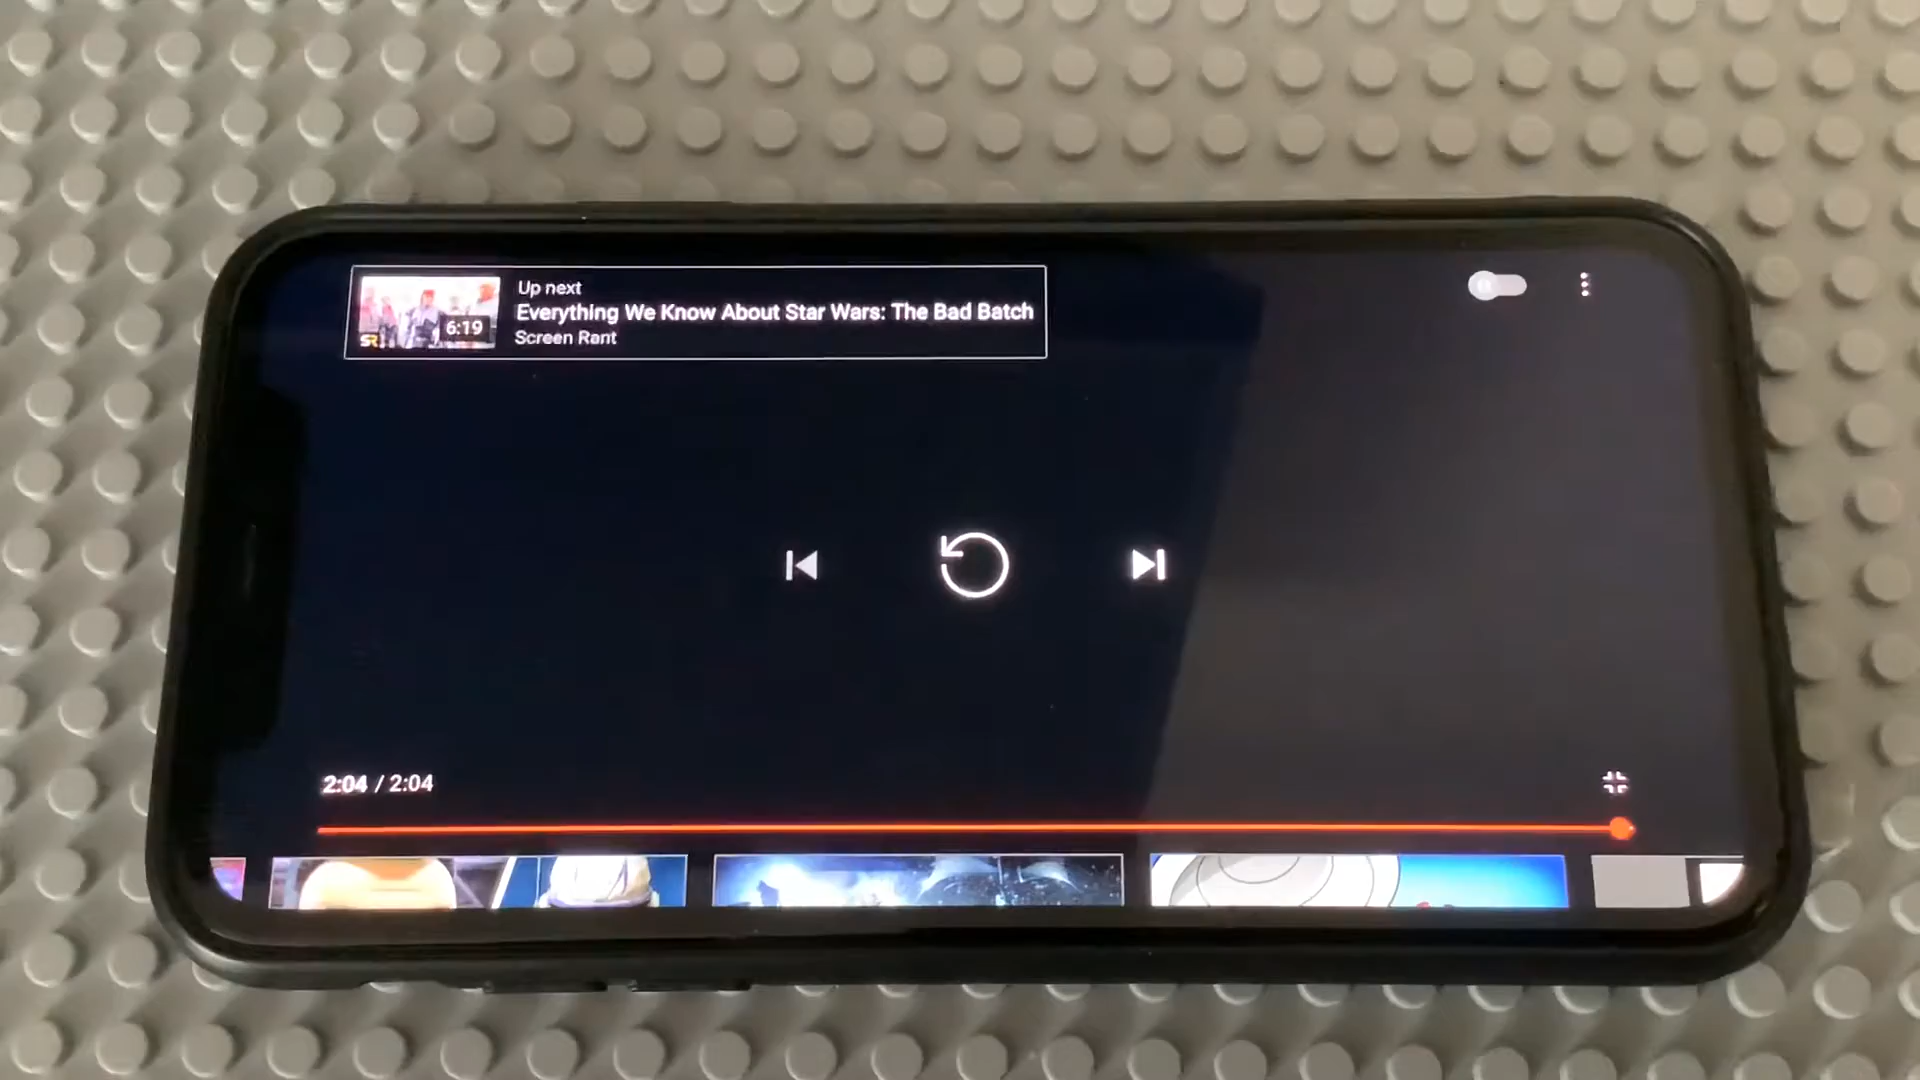 Up next
Everything We Know About Star Wars: The Bad Batch
6:19
SR
Screen Rant
2:04 / 2:04